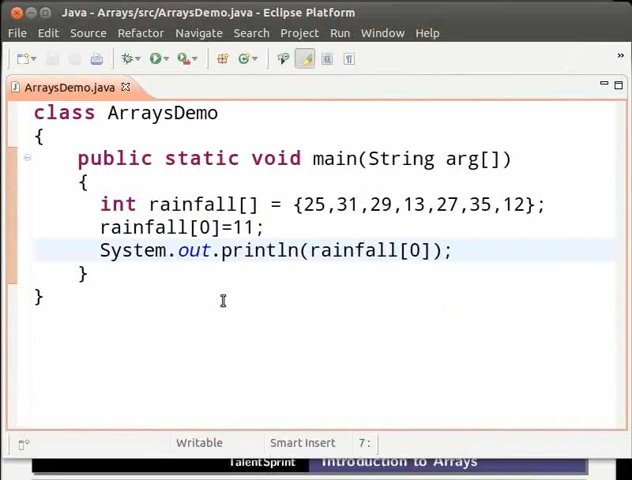 Java - Arrays/src/ArraysDemo.java - Eclipse Platform
File Edit Source Refactor Navigate Search Project Run Window Help
ArraysDemo.java
class ArraysDemo
{
public static void main(String arg[])
{
int rainfall[] = {25,31,29,13,27,35,12};
rainfall[0]=11;
System.out.println(rainfall[0]);
}
}
Writable Smart Insert 7 :
TalentSprint Introduction to Arrays